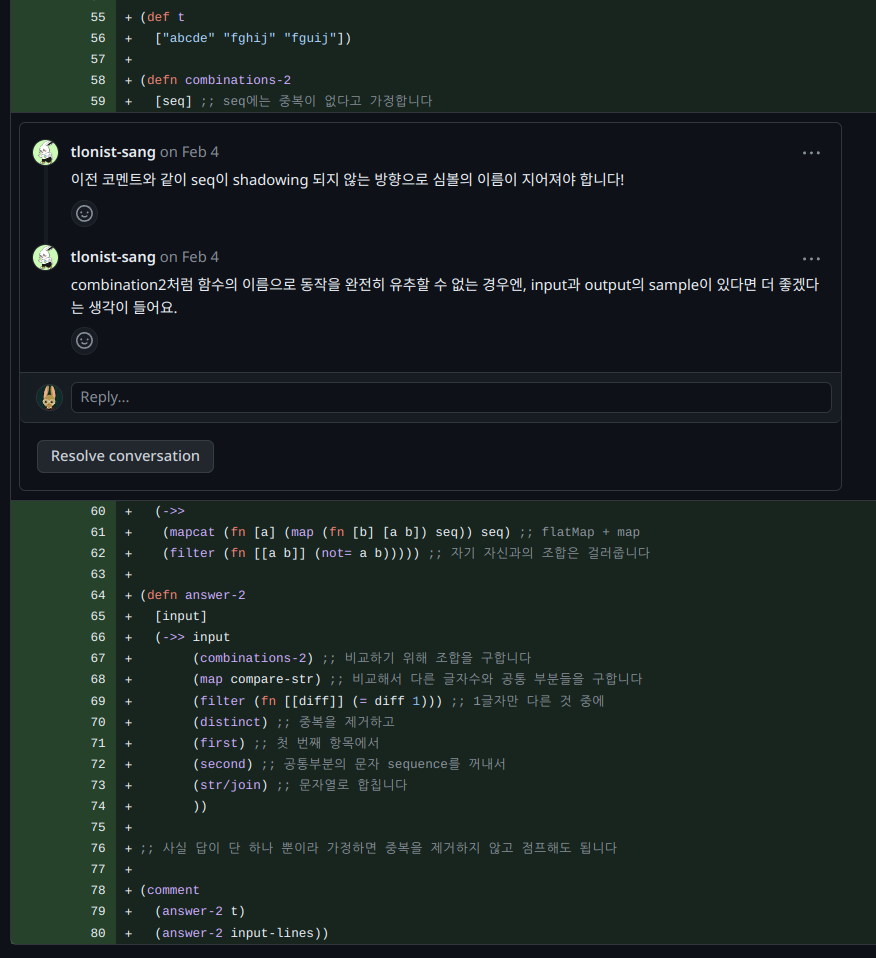 55 + (def t
56 +   ["abcde" "fghij" "fguij"])
57 +
58 + (defn combinations-2
59 +   [seq] ;; seq에는 중복이 없다고 가정합니다
tlonist-sang on Feb 4
이전 코멘트와 같이 seq이 shadowing 되지 않는 방향으로 심볼의 이름이 지어져야 합니다!
tlonist-sang on Feb 4
combination2처럼 함수의 이름으로 동작을 완전히 유추할 수 없는 경우엔, input과 output의 sample이 있다면 더 좋겠다
는 생각이 들어요.
Reply...
Resolve conversation
60 +   (->>
61 +    (mapcat (fn [a] (map (fn [b] [a b]) seq)) seq) ;; flatMap + map
62 +    (filter (fn [[a b]] (not= a b))))) ;; 자기 자신과의 조합은 걸러줍니다
63 +
64 + (defn answer-2
65 +   [input]
66 +   (->> input
67 +        (combinations-2) ;; 비교하기 위해 조합을 구합니다
68 +        (map compare-str) ;; 비교해서 다른 글자수와 공통 부분들을 구합니다
69 +        (filter (fn [[diff]] (= diff 1))) ;; 1글자만 다른 것 중에
70 +        (distinct) ;; 중복을 제거하고
71 +        (first) ;; 첫 번째 항목에서
72 +        (second) ;; 공통부분의 문자 sequence를 꺼내서
73 +        (str/join) ;; 문자열로 합칩니다
74 +        ))
75 +
76 + ;; 사실 답이 단 하나 뿐이라 가정하면 중복을 제거하지 않고 점프해도 됩니다
77 +
78 + (comment
79 +   (answer-2 t)
80 +   (answer-2 input-lines))